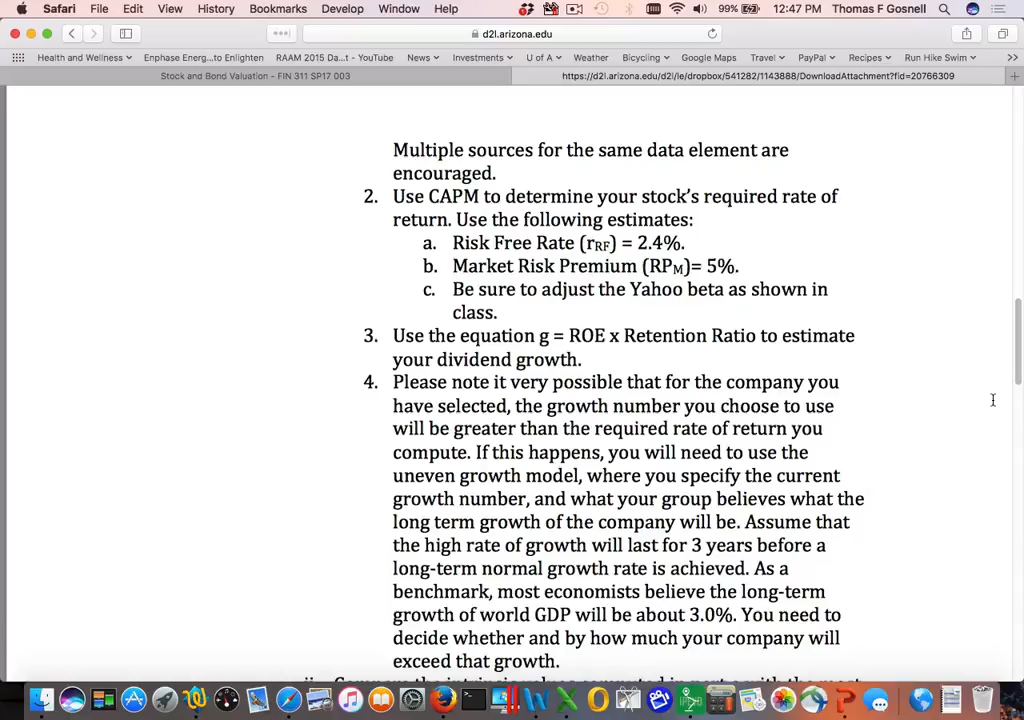 Safari File Edit View History Bookmarks Develop Window Help 99% 12:47 PM Thomas F Gosnell
d2l.arizona.edu
Health and Wellness Enphase Energ...to Enlighten RAAM 2015 Da...t - YouTube News Investments U of A Weather Bicycling Google Maps Travel PayPal Recipes Run Hike Swim >>
Stock and Bond Valuation - FIN 311 SP17 003 https://d2l.arizona.edu/d2l/le/dropbox/541282/1143888/DownloadAttachment?fid=20766309 +
Multiple sources for the same data element are
encouraged.
2. Use CAPM to determine your stock's required rate of
return. Use the following estimates:
a. Risk Free Rate (rRF) = 2.4%.
b. Market Risk Premium (RPM)= 5%.
c. Be sure to adjust the Yahoo beta as shown in
class.
3. Use the equation g = ROE x Retention Ratio to estimate
your dividend growth.
4. Please note it very possible that for the company you
have selected, the growth number you choose to use
will be greater than the required rate of return you
compute. If this happens, you will need to use the
uneven growth model, where you specify the current
growth number, and what your group believes what the
long term growth of the company will be. Assume that
the high rate of growth will last for 3 years before a
long-term normal growth rate is achieved. As a
benchmark, most economists believe the long-term
growth of world GDP will be about 3.0%. You need to
decide whether and by how much your company will
exceed that growth.